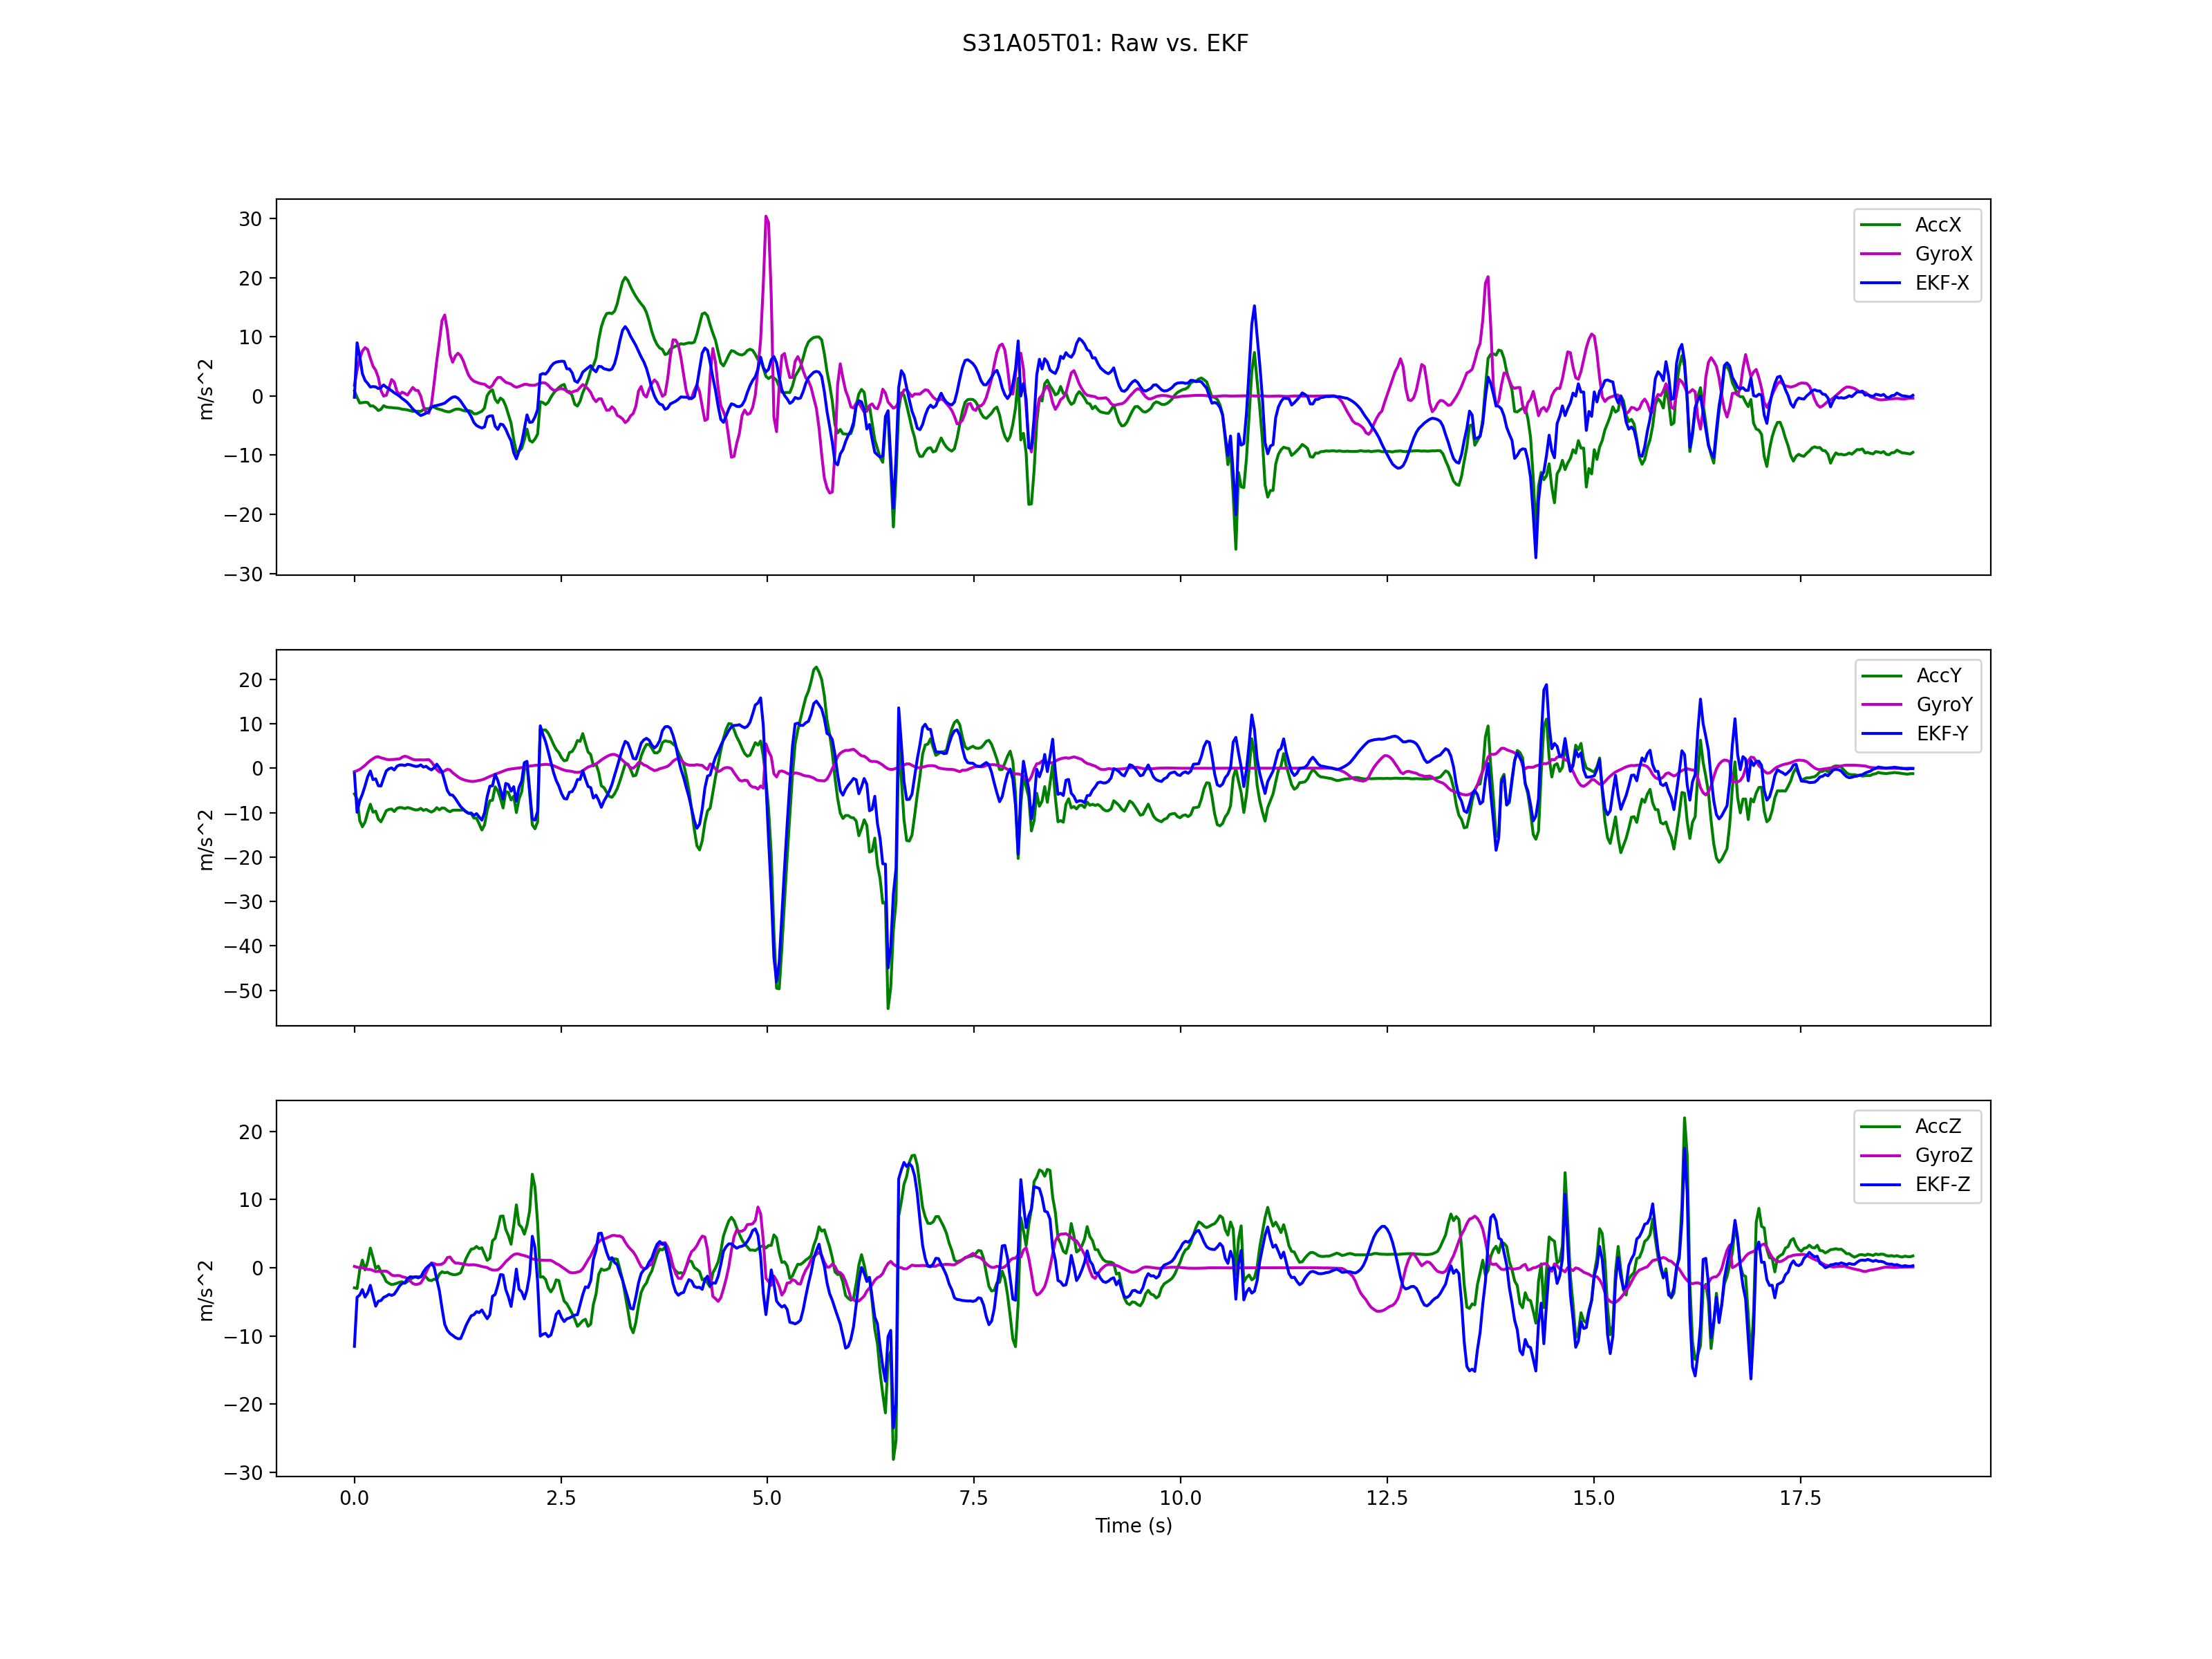 S31A05T01: Raw vs. EKF
30
20
10
0
−10
−20
−30
m/s^2
AccX
GyroX
EKF-X
20
10
0
−10
−20
−30
−40
−50
m/s^2
AccY
GyroY
EKF-Y
20
10
0
−10
−20
−30
m/s^2
AccZ
GyroZ
EKF-Z
0.0 2.5 5.0 7.5 10.0 12.5 15.0 17.5
Time (s)